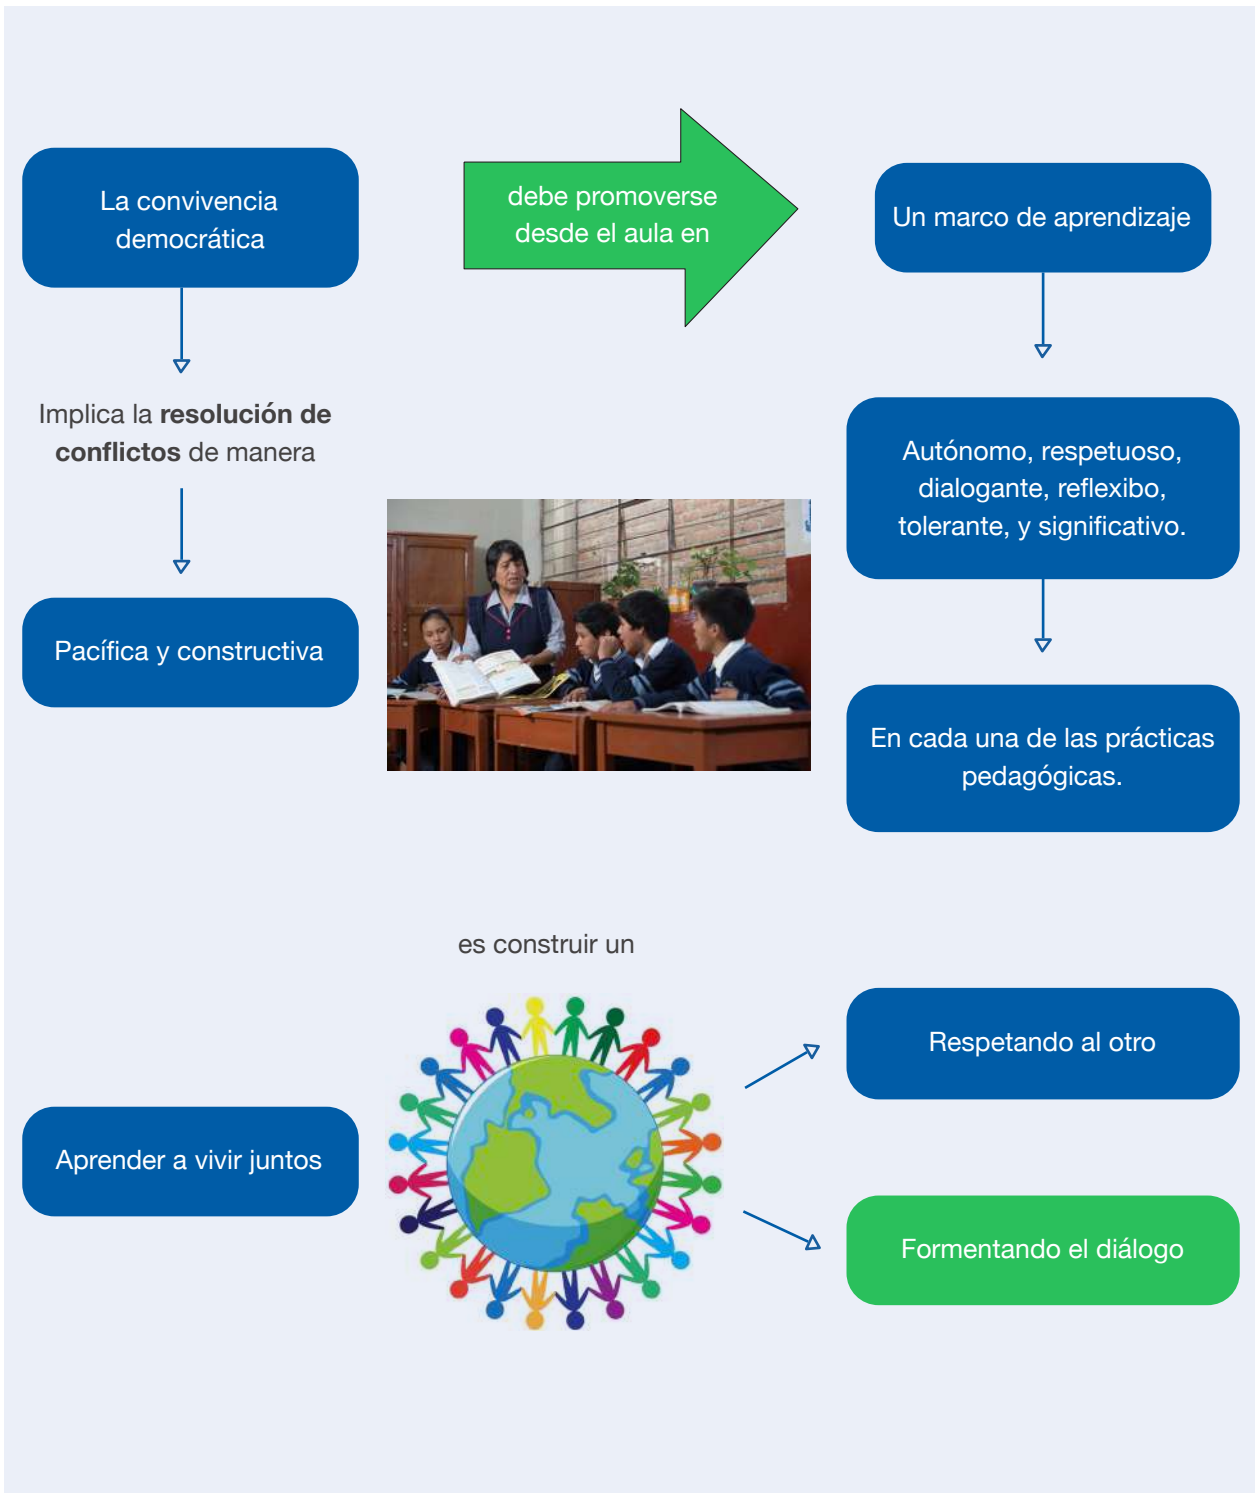 La convivencia
democrática
debe promoverse
desde el aula en
Un marco de aprendizaje
Implica la resolución de
conflictos de manera
Autónomo, respetuoso,
dialogante, reflexibo,
tolerante, y significativo.
Pacífica y constructiva
En cada una de las prácticas
pedagógicas.
es construir un
Aprender a vivir juntos
Respetando al otro
Formentando el diálogo